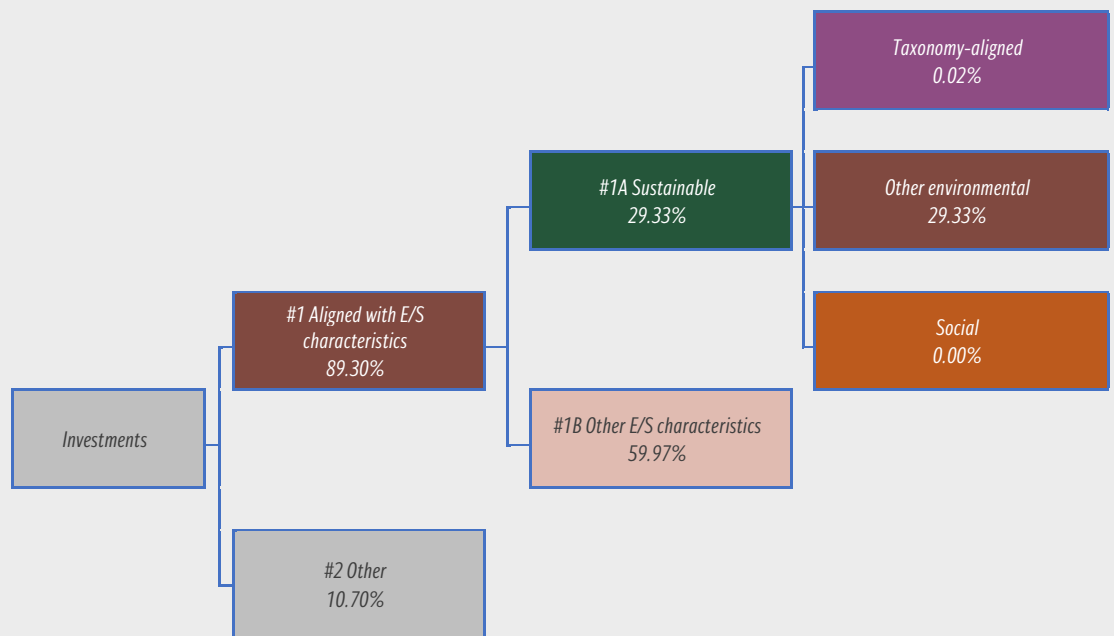 Taxonomy-aligned
0.02%
#1A Sustainable
29.33%
Other environmental
29.33%
#1 Aligned with E/S
characteristics
89.30%
Social
0.00%
Investments
#1B Other E/S characteristics
59.97%
#2 Other
10.70%